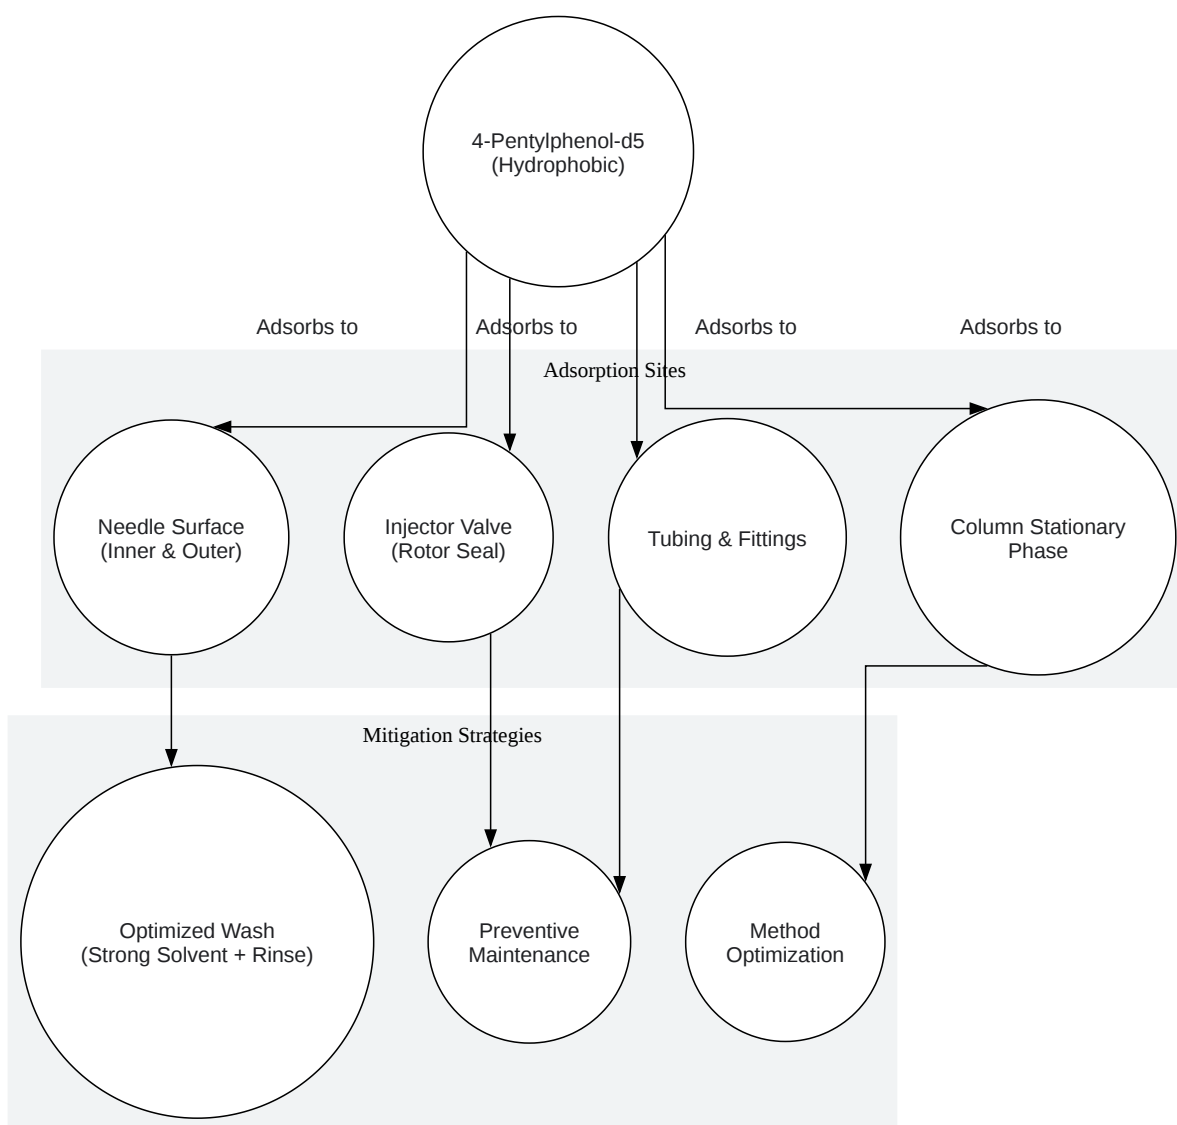 4-Pentylphenol-d5
(Hydrophobic)
Adsorbs to
Adsorbs to
Adsorbs to
Adsorbs to
Adsorption Sites
Needle Surface
(Inner & Outer)
Injector Valve
(Rotor Seal)
Tubing & Fittings
Column Stationary
Phase
Mitigation Strategies
Optimized Wash
(Strong Solvent + Rinse)
Preventive
Maintenance
Method
Optimization